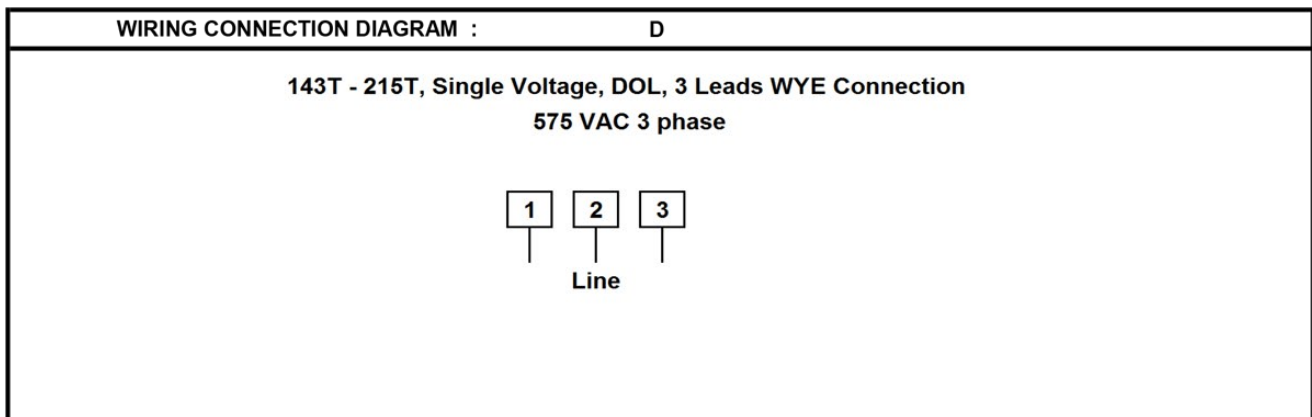 WIRING CONNECTION DIAGRAM : D
143T - 215T, Single Voltage, DOL, 3 Leads WYE Connection
575 VAC 3 phase
1 2 3
Line